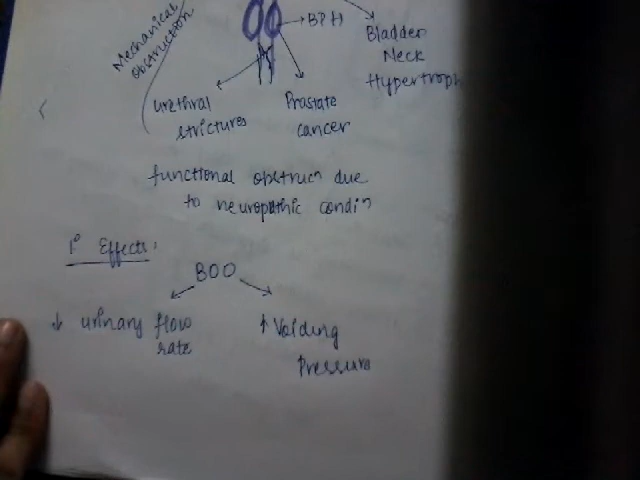 Mechanical
obstruction
BPH
Bladder
Neck
Hypertroph
Urethral
strictures
Prostate
cancer
functional obstrucⁿ due
to neuropathic condiⁿ
1° Effects:
BOO
↓ urinary flow
rate
↑ Voiding
Pressure